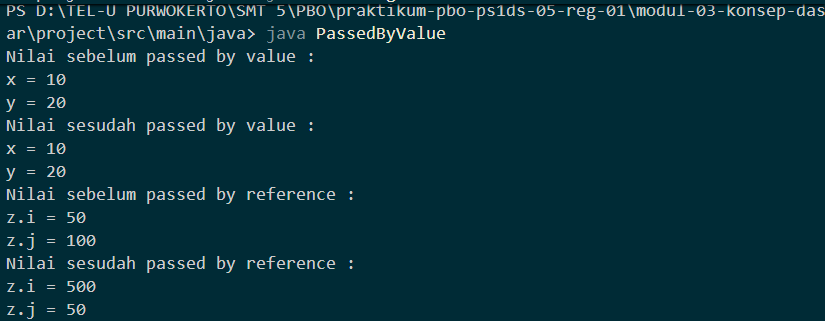 PS D:\TEL-U PURWOKERTO\SMT 5\PBO\praktikum-pbo-ps1ds-05-reg-01\modul-03-konsep-das
ar\project\src\main\java> java PassedByValue
Nilai sebelum passed by value :
x = 10
y = 20
Nilai sesudah passed by value :
x = 10
y = 20
Nilai sebelum passed by reference :
z.i = 50
z.j = 100
Nilai sesudah passed by reference :
z.i = 500
z.j = 50